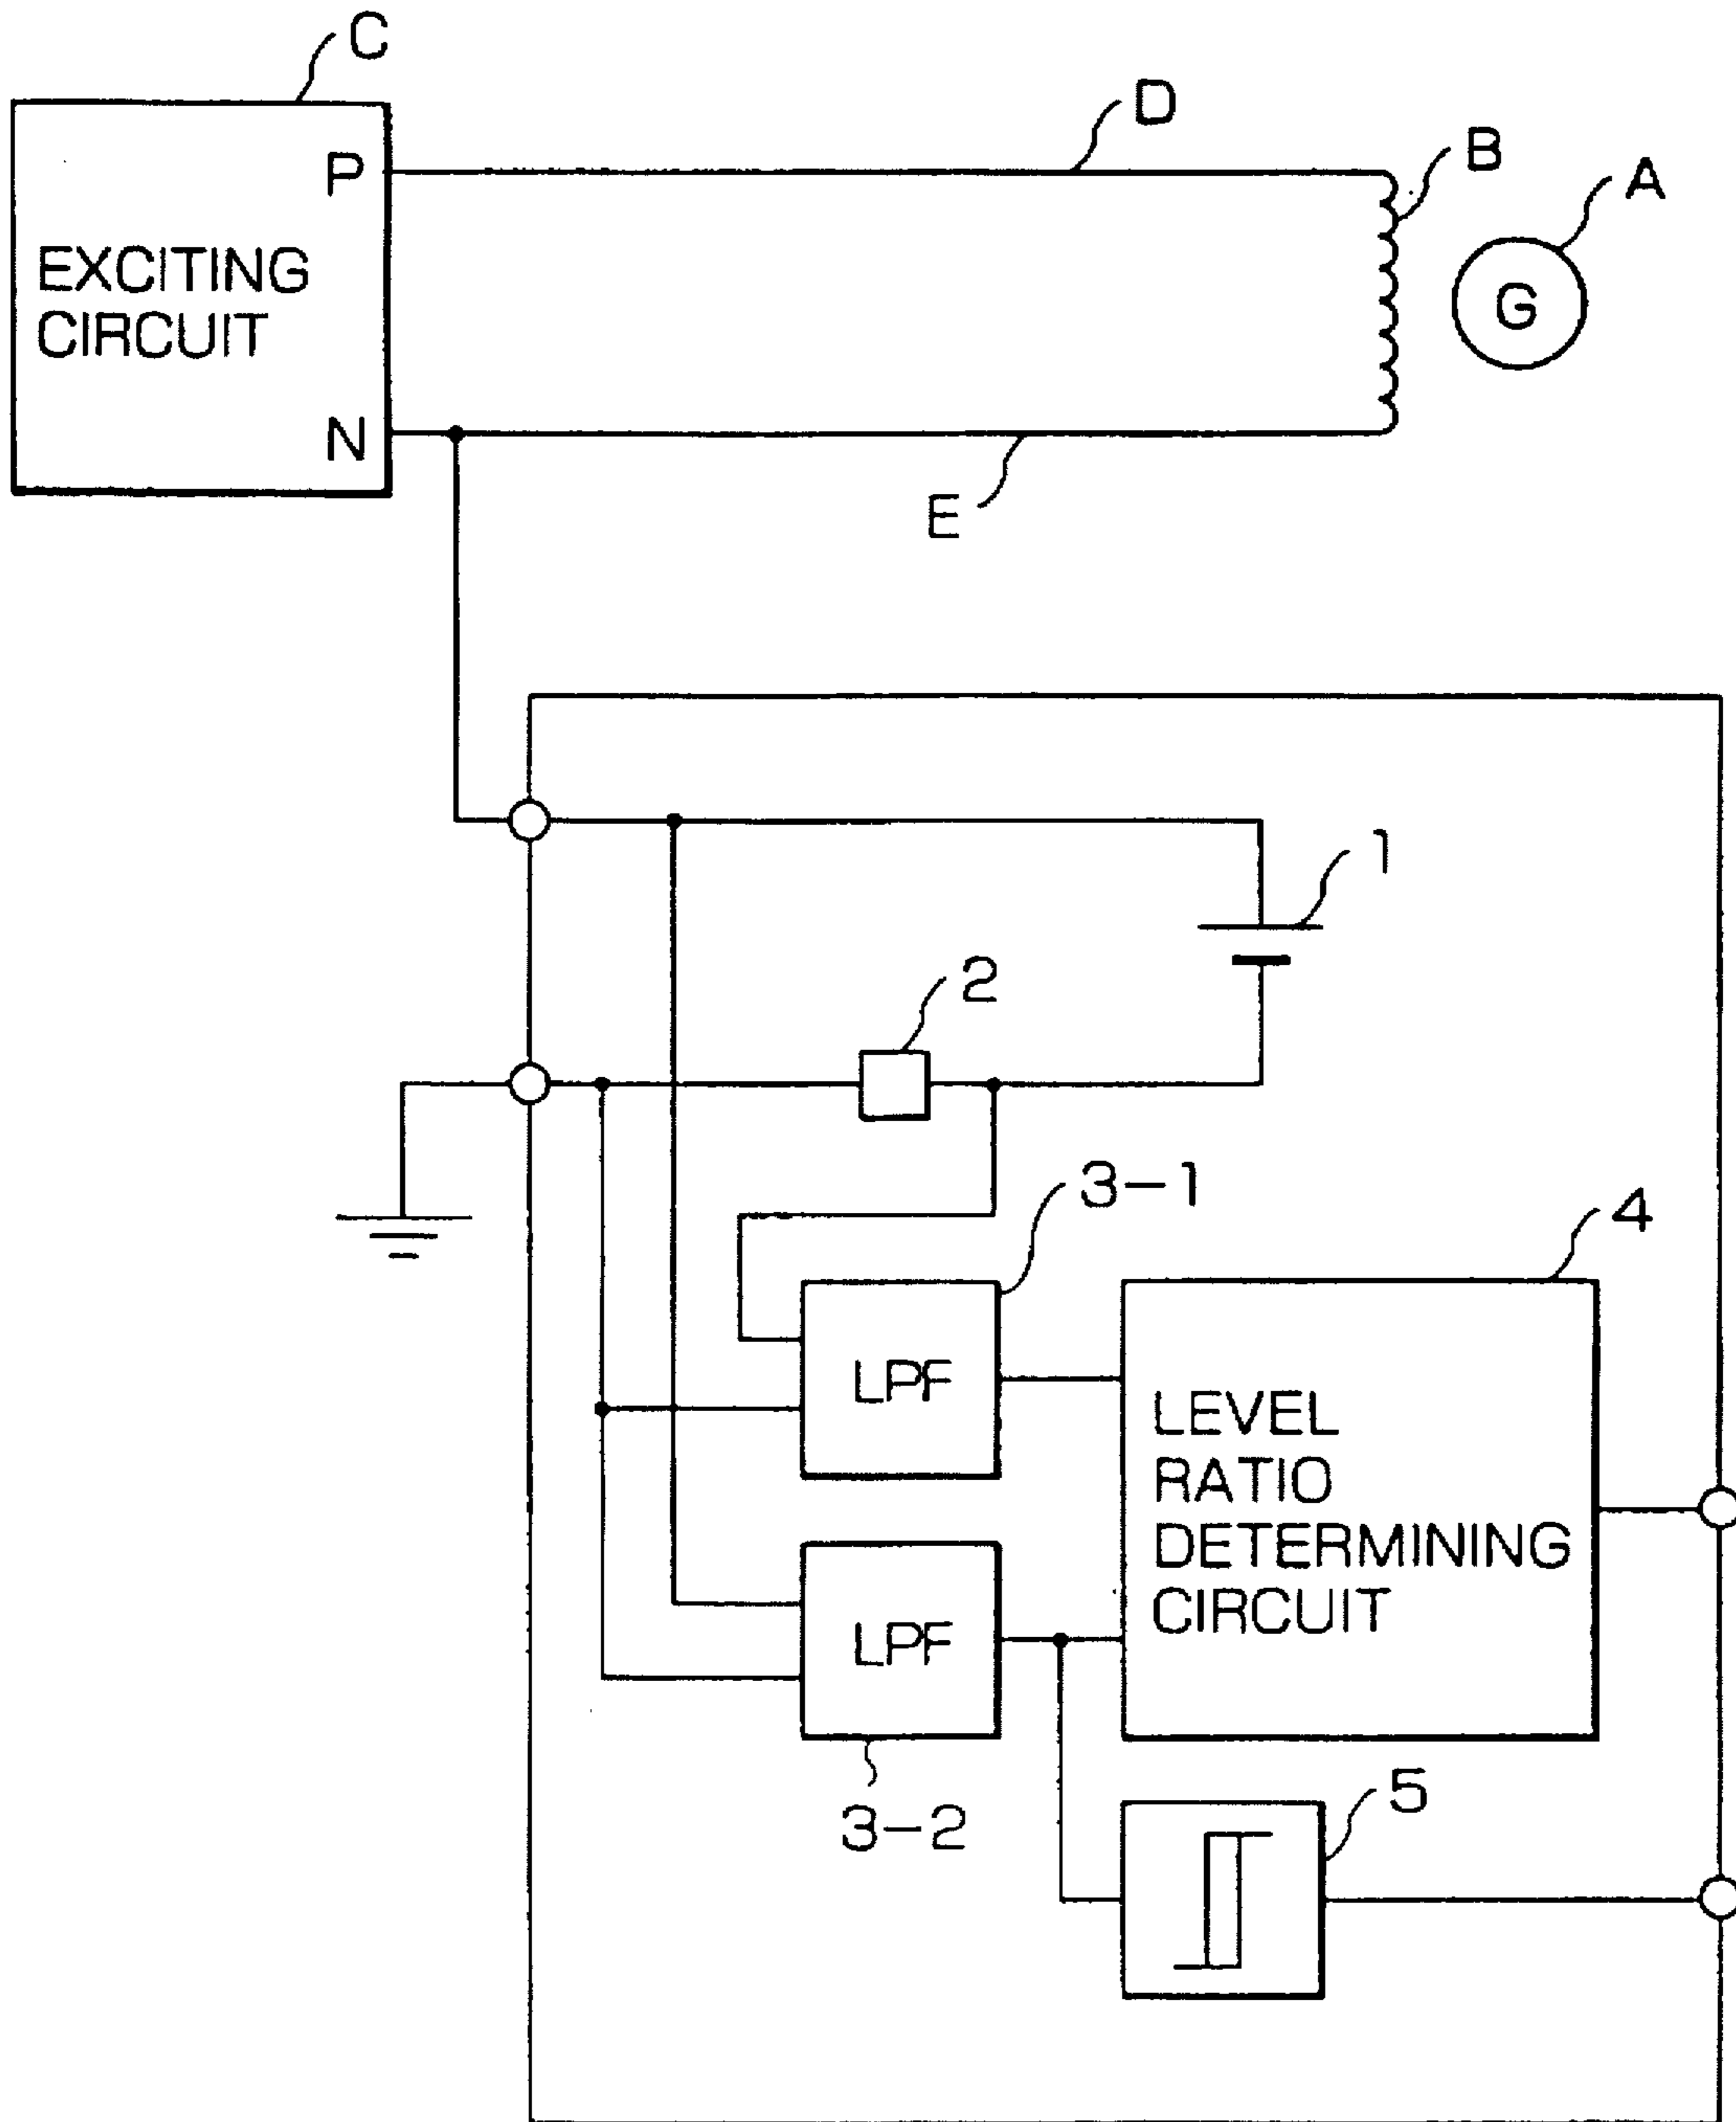 C
D
B
A
P
EXCITING
CIRCUIT
G
N
E
1
2
3-1
4
LPF
LEVEL
RATIO
DETERMINING
CIRCUIT
LPF
3-2
5